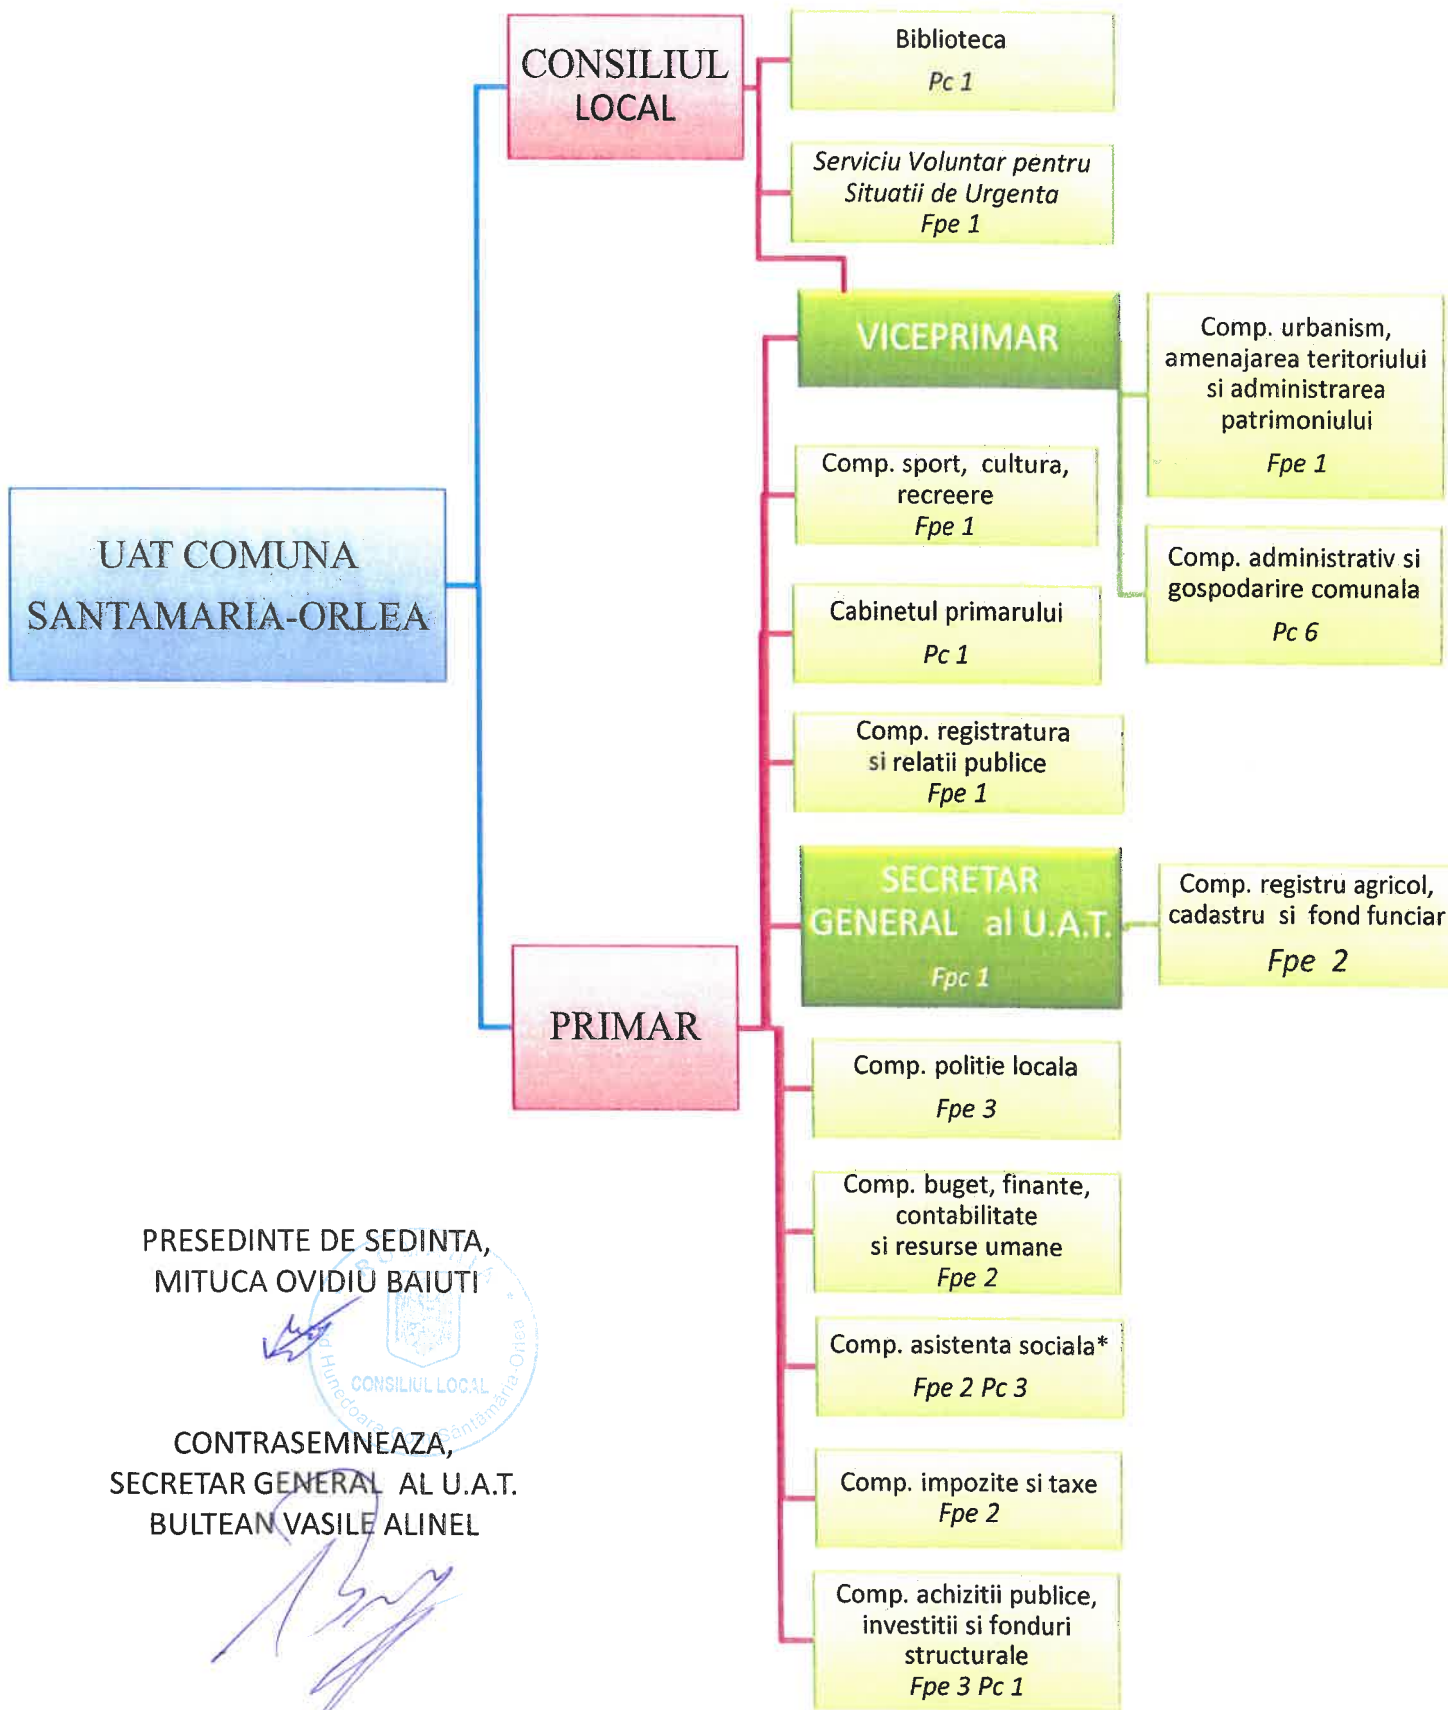 CONSILIUL
LOCAL
Biblioteca
Pc 1
Serviciu Voluntar pentru
Situatii de Urgenta
Fpe 1
VICEPRIMAR
Comp. urbanism,
amenajarea teritoriului
si administrarea
patrimoniului
Fpe 1
Comp. sport, cultura,
recreere
Fpe 1
UAT COMUNA
SANTAMARIA-ORLEA
Comp. administrativ si
gospodarire comunala
Pc 6
Cabinetul primarului
Pc 1
Comp. registratura
si relatii publice
Fpe 1
SECRETAR
GENERAL al U.A.T.
Fpc 1
Comp. registru agricol,
cadastru si fond funciar
Fpe 2
PRIMAR
Comp. politie locala
Fpe 3
Comp. buget, finante,
contabilitate
si resurse umane
Fpe 2
Comp. asistenta sociala*
Fpe 2 Pc 3
Comp. impozite si taxe
Fpe 2
Comp. achizitii publice,
investitii si fonduri
structurale
Fpe 3 Pc 1
PRESEDINTE DE SEDINTA,
MITUCA OVIDIU BAIUTI
ROMANIA *
CONSILIUL LOCAL
Hunedoara Com. Sântămăria-Orlea
CONTRASEMNEAZA,
SECRETAR GENERAL AL U.A.T.
BULTEAN VASILE ALINEL